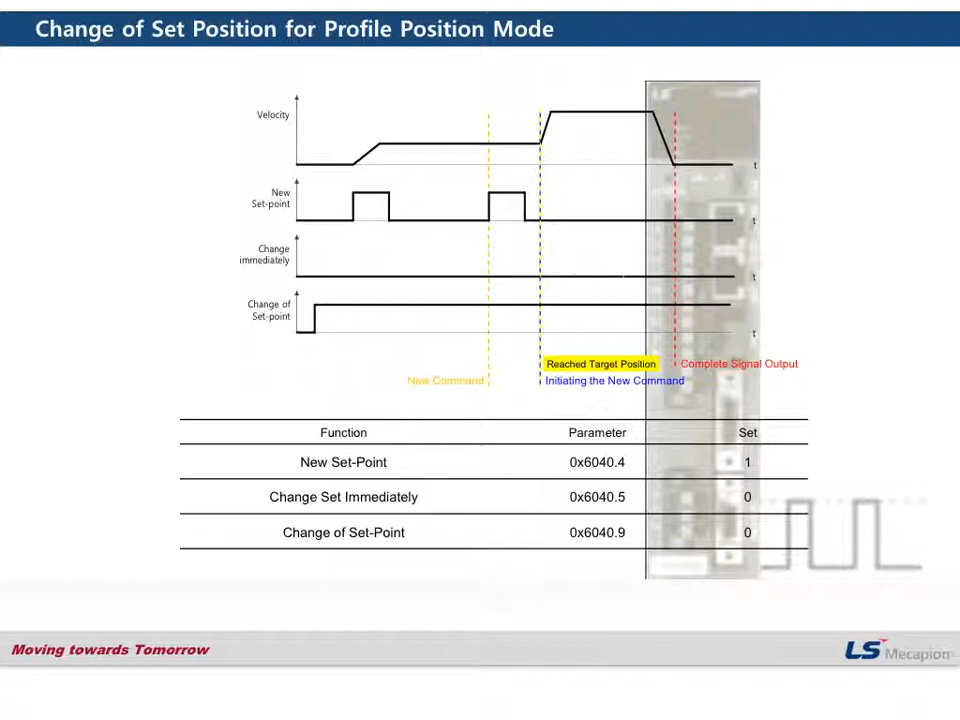 Change of Set Position for Profile Position Mode
Velocity
t
New
Set-point
t
Change
immediately
t
Change of
Set-point
t
Reached Target Position
Complete Signal Output
New Command
Initiating the New Command
Function Parameter Set
New Set-Point 0x6040.4 1
Change Set Immediately 0x6040.5 0
Change of Set-Point 0x6040.9 0
Moving towards Tomorrow
LS Mecapion